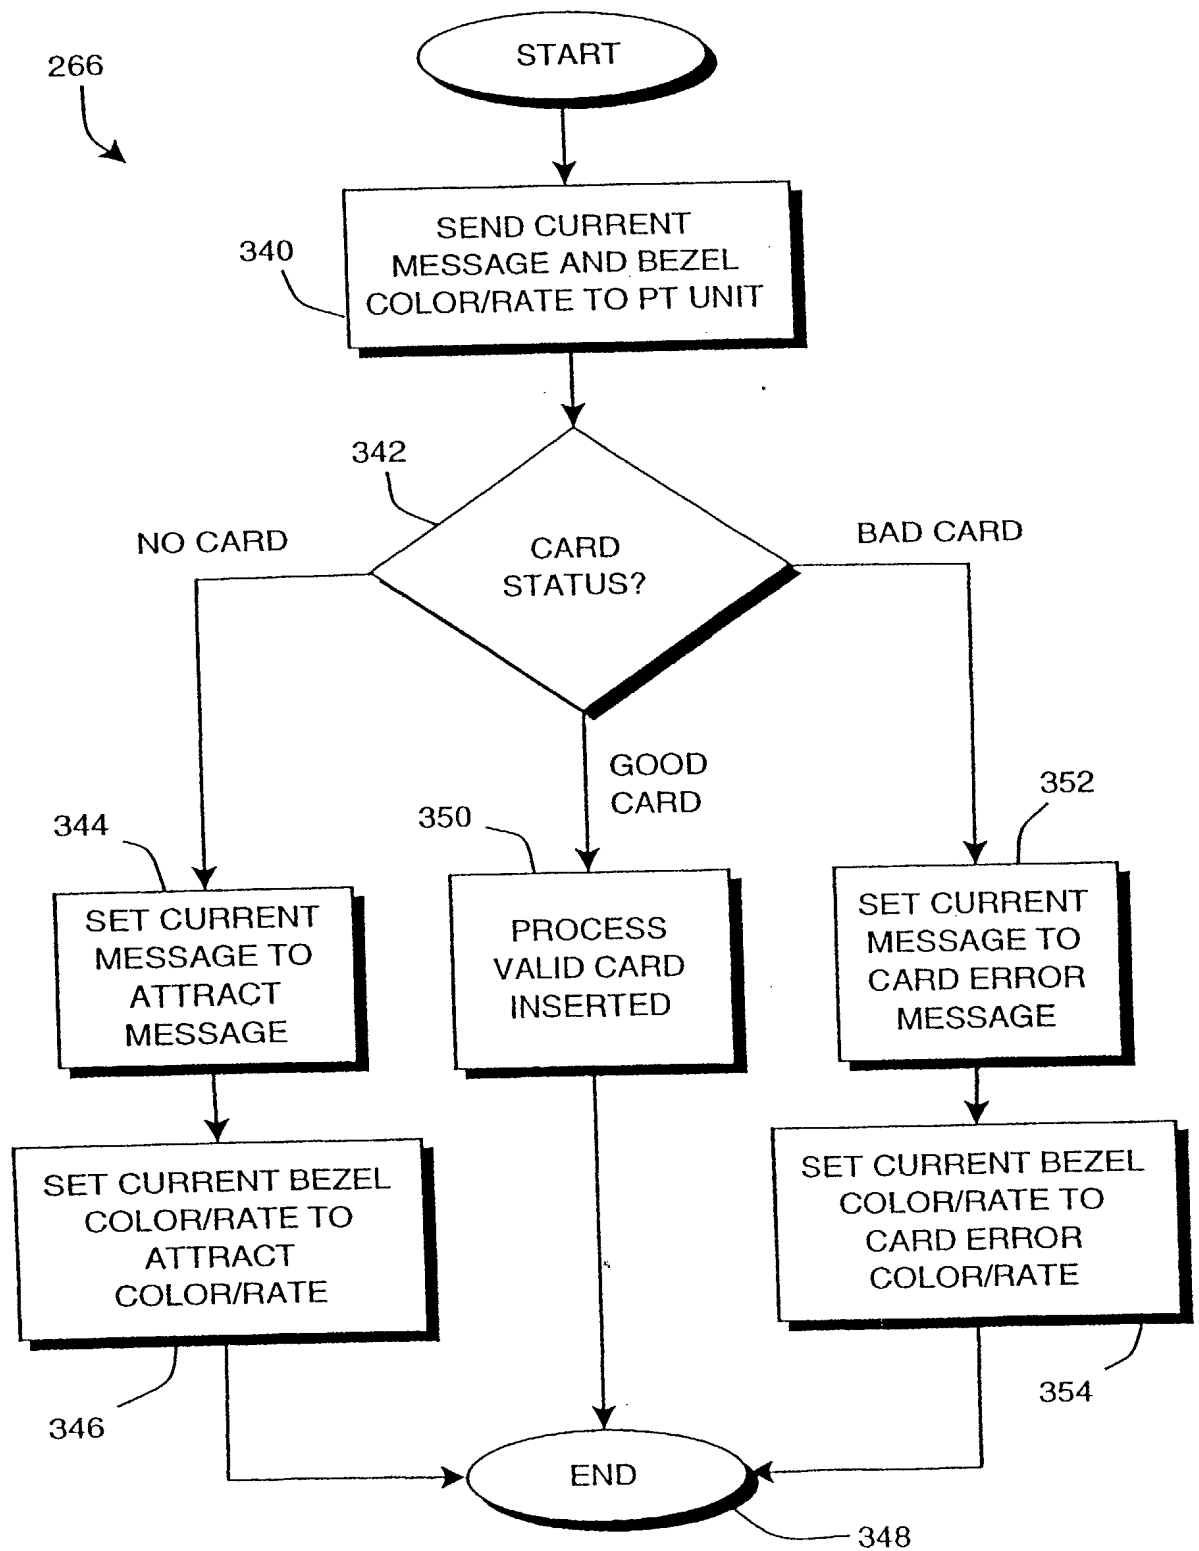 START
266
SEND CURRENT
MESSAGE AND BEZEL
COLOR/RATE TO PT UNIT
340
342
CARD
STATUS?
NO CARD
BAD CARD
GOOD
CARD
344
350
352
SET CURRENT
MESSAGE TO
ATTRACT
MESSAGE
PROCESS
VALID CARD
INSERTED
SET CURRENT
MESSAGE TO
CARD ERROR
MESSAGE
SET CURRENT BEZEL
COLOR/RATE TO
ATTRACT
COLOR/RATE
SET CURRENT BEZEL
COLOR/RATE TO
CARD ERROR
COLOR/RATE
346
354
END
348